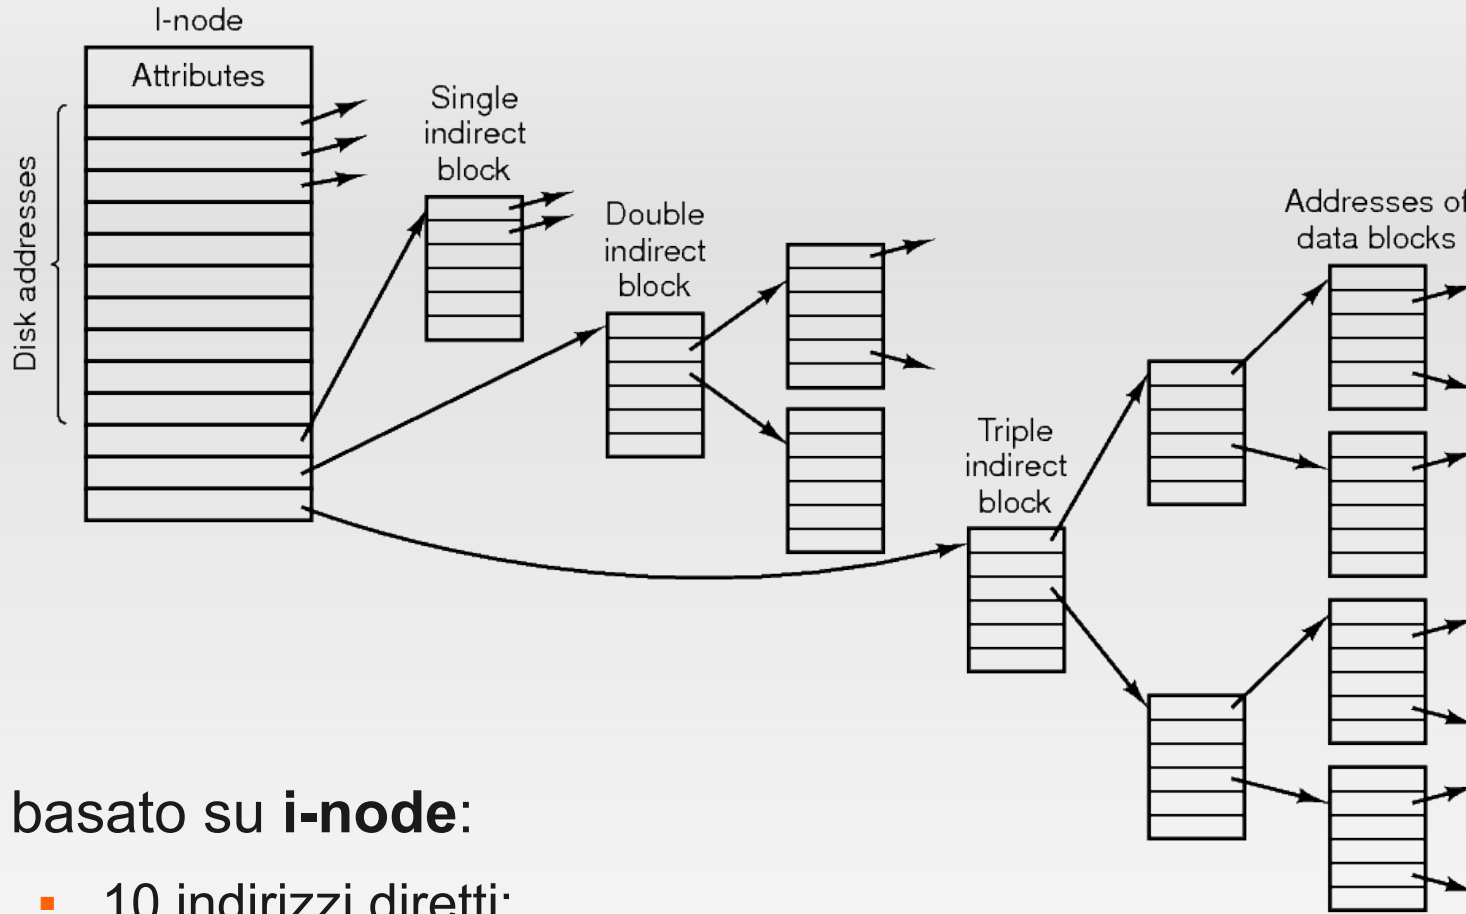 I-node
Attributes
Disk addresses
Single
indirect
block
Double
indirect
block
Triple
indirect
block
Addresses of
data blocks
basato su i-node:
▪ 10 indirizzi diretti;